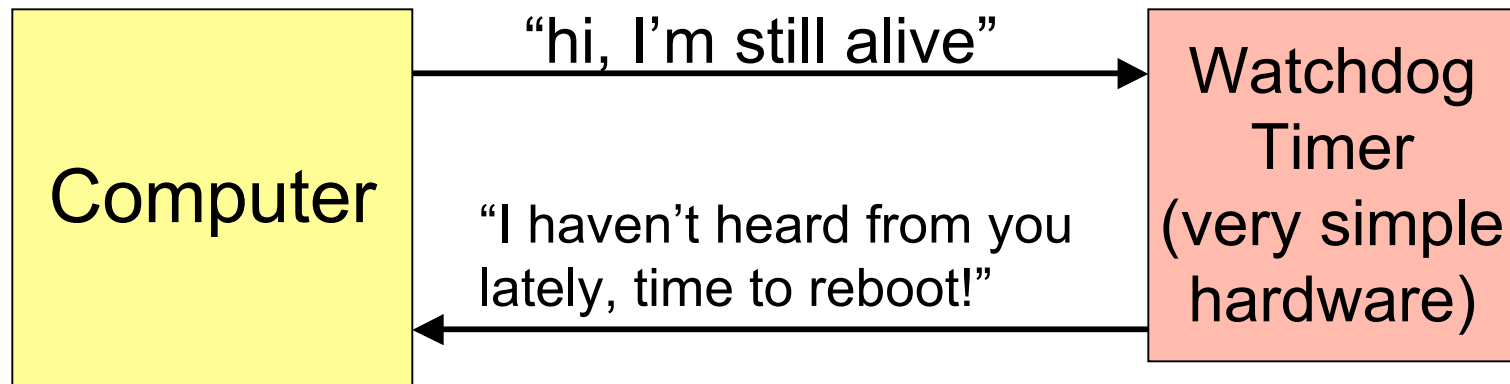 Computer
“hi, I’m still alive”
“I haven’t heard from you
lately, time to reboot!”
Watchdog
Timer
(very simple
hardware)